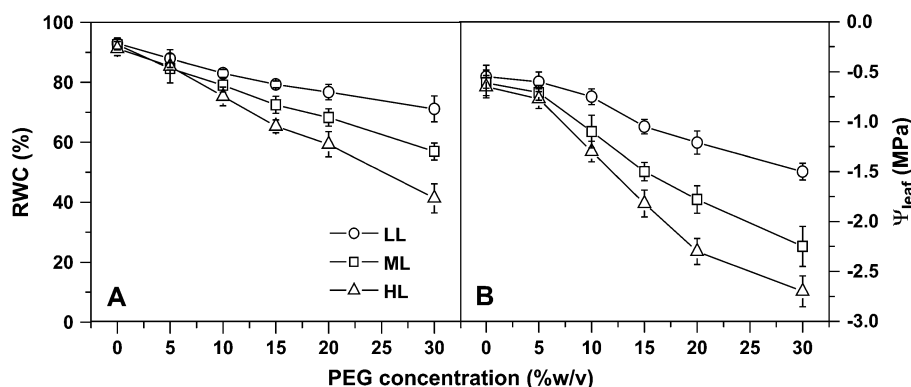 100
80
60
40
20
0
RWC (%)
A
LL
ML
HL
0 5 10 15 20 25 30
B
0 5 10 15 20 25 30
0.0
-0.5
-1.0
-1.5
-2.0
-2.5
-3.0
Ψleaf (MPa)
PEG concentration (%w/v)